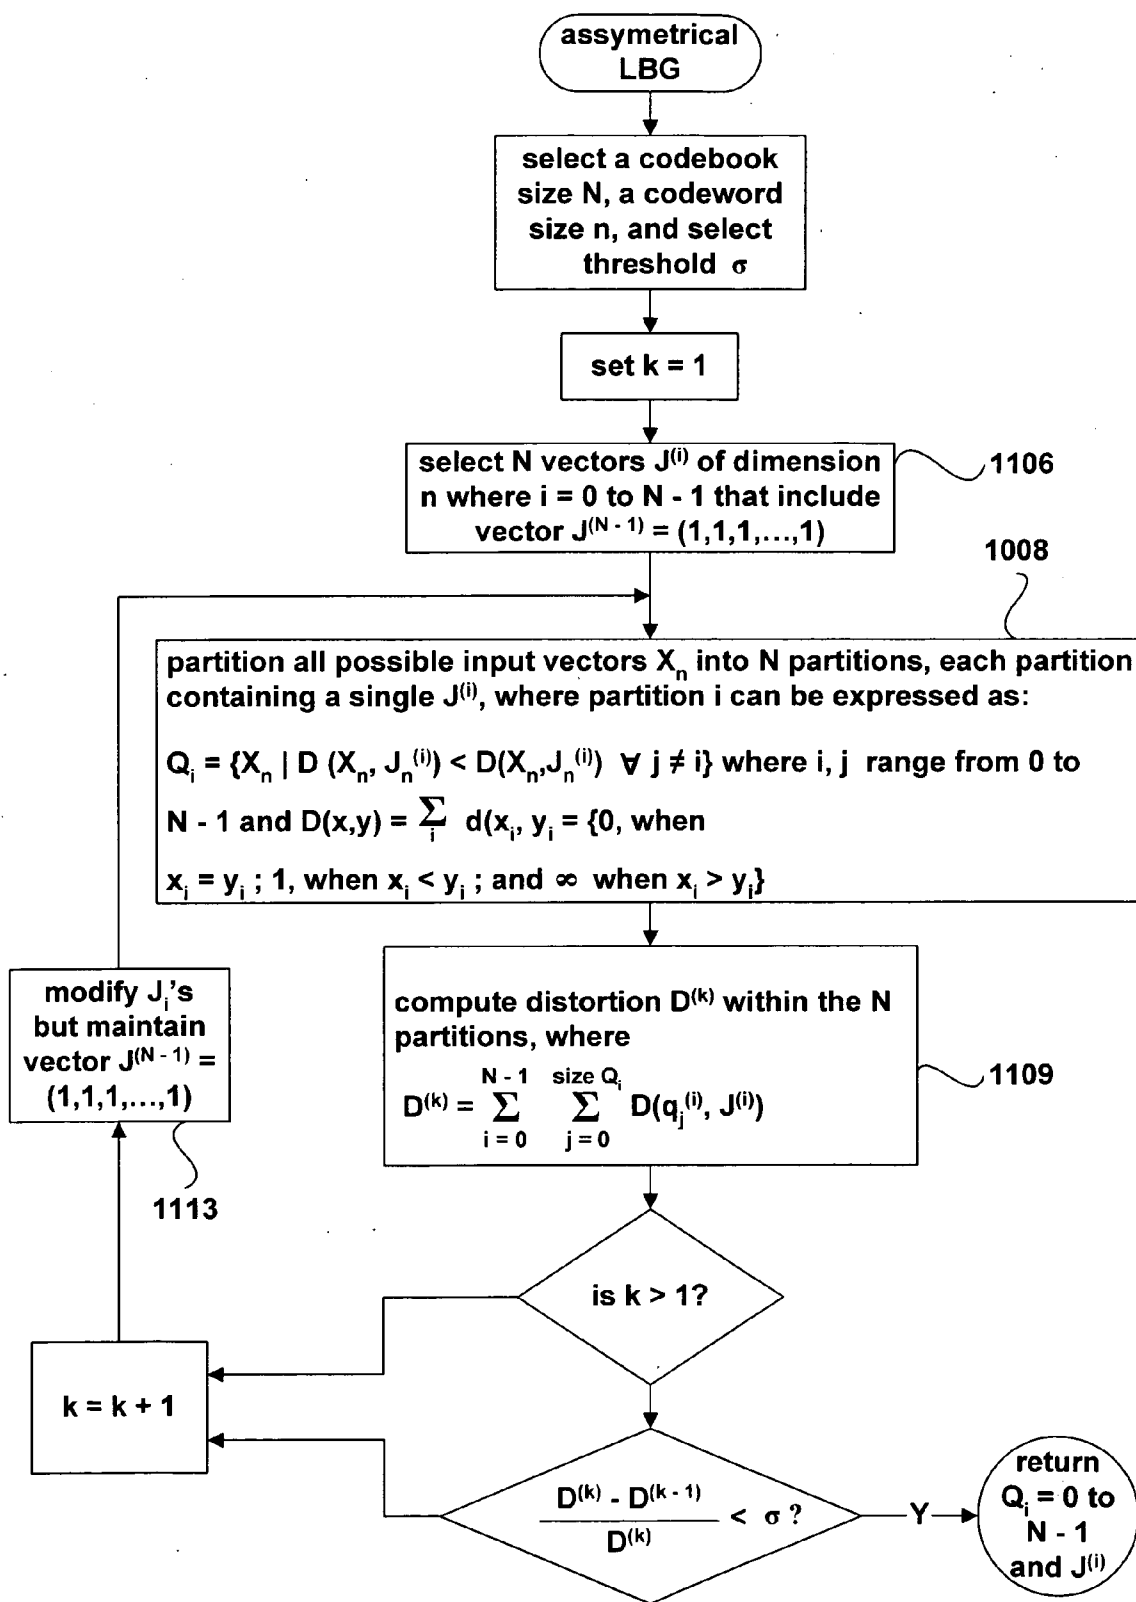 assymetrical
LBG
select a codebook
size N, a codeword
size n, and select
threshold σ
set k = 1
select N vectors J⁽ⁱ⁾ of dimension
n where i = 0 to N - 1 that include
vector J⁽ᴺ ⁻ ¹⁾ = (1,1,1,...,1)
1106
1008
partition all possible input vectors Xₙ into N partitions, each partition
containing a single J⁽ⁱ⁾, where partition i can be expressed as:
Qᵢ = {Xₙ | D (Xₙ, Jₙ⁽ⁱ⁾) < D(Xₙ,Jₙ⁽ⁱ⁾) ∀ j ≠ i} where i, j range from 0 to
N - 1 and D(x,y) = ∑ᵢ d(xᵢ, yᵢ = {0, when
xᵢ = yᵢ ; 1, when xᵢ < yᵢ ; and ∞ when xᵢ > yᵢ}
modify Jᵢ's
but maintain
vector J⁽ᴺ ⁻ ¹⁾ =
(1,1,1,...,1)
1113
compute distortion D⁽ᵏ⁾ within the N
partitions, where
N - 1 size Qᵢ
D⁽ᵏ⁾ = ∑ ∑ D(qⱼ⁽ⁱ⁾, J⁽ⁱ⁾)
i = 0 j = 0
1109
is k > 1?
k = k + 1
D⁽ᵏ⁾ - D⁽ᵏ ⁻ ¹⁾
D⁽ᵏ⁾
< σ ?
Y
return
Qᵢ = 0 to
N - 1
and J⁽ⁱ⁾